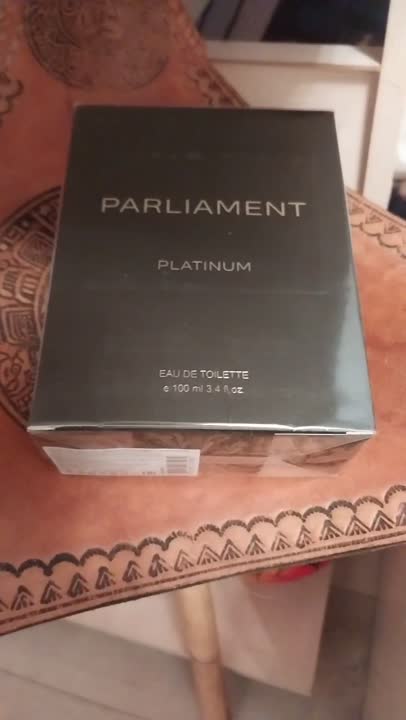 PARLIAMENT
PLATINUM
EAU DE TOILETTE
e 100 ml 3.4 fl.oz